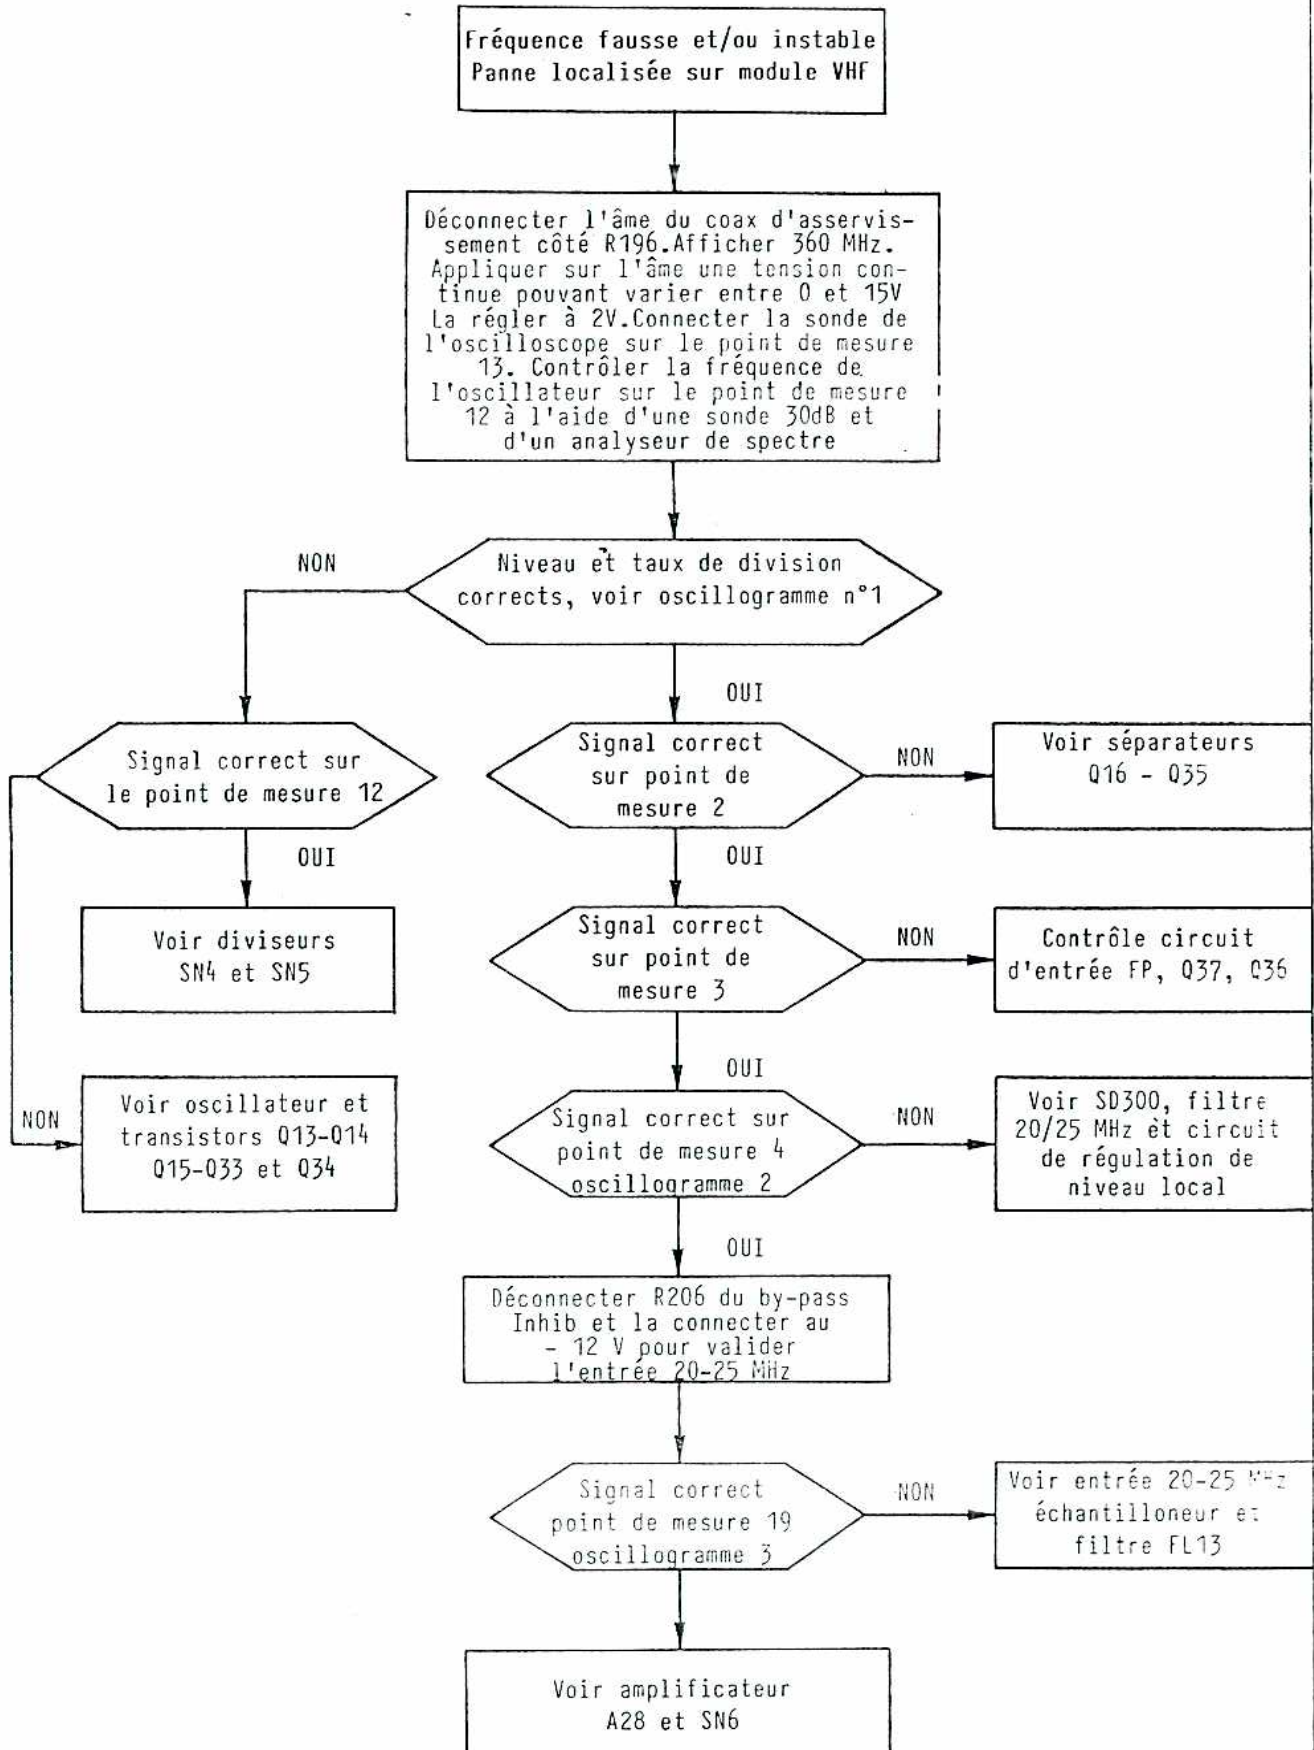 Fréquence fausse et/ou instable
Panne localisée sur module VHF
Déconnecter l'âme du coax d'asservis-
sement côté R196.Afficher 360 MHz.
Appliquer sur l'âme une tension con-
tinue pouvant varier entre 0 et 15V
La régler à 2V.Connecter la sonde de
l'oscilloscope sur le point de mesure
13. Contrôler la fréquence de
l'oscillateur sur le point de mesure
12 à l'aide d'une sonde 30dB et
d'un analyseur de spectre
NON
Niveau et taux de division
corrects, voir oscillogramme n°1
OUI
Signal correct sur
le point de mesure 12
Signal correct
sur point de
mesure 2
NON
Voir séparateurs
Q16 - Q35
OUI
OUI
Voir diviseurs
SN4 et SN5
Signal correct
sur point de
mesure 3
NON
Contrôle circuit
d'entrée FP, Q37, Q36
OUI
NON
Voir oscillateur et
transistors Q13-Q14
Q15-Q33 et Q34
Signal correct sur
point de mesure 4
oscillogramme 2
NON
Voir SD300, filtre
20/25 MHz et circuit
de régulation de
niveau local
OUI
Déconnecter R206 du by-pass
Inhib et la connecter au
- 12 V pour valider
l'entrée 20-25 MHz
Signal correct
point de mesure 19
oscillogramme 3
NON
Voir entrée 20-25 MHz
échantilloneur et
filtre FL13
Voir amplificateur
A28 et SN6